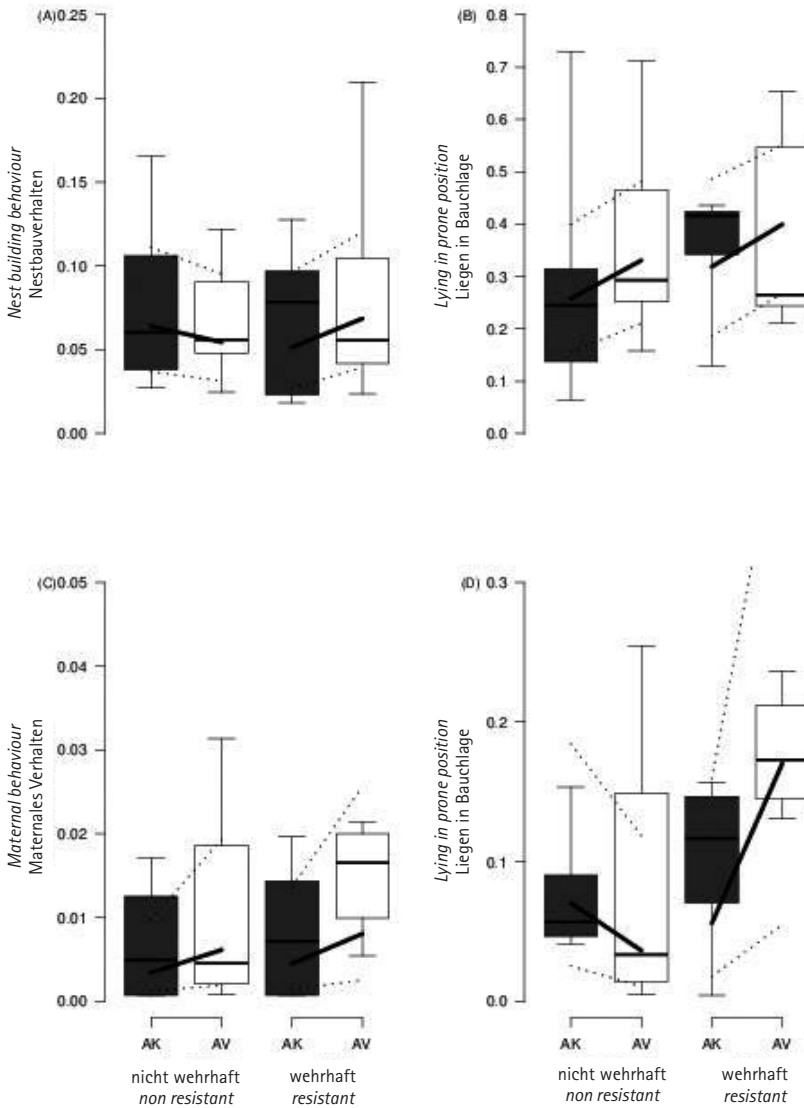 (A)
0.25
0.20
0.15
0.10
0.05
0.00
Nest building behaviour
Nestbauverhalten
(B)
0.8
0.7
0.6
0.5
0.4
0.3
0.2
0.1
0.0
Lying in prone position
Liegen in Bauchlage
(C)
0.05
0.04
0.03
0.02
0.01
0.00
Maternal behaviour
Maternales Verhalten
AK AV AK AV
nicht wehrhaft wehrhaft
non resistant resistant
(D)
0.3
0.2
0.1
0.0
Lying in prone position
Liegen in Bauchlage
AK AV AK AV
nicht wehrhaft wehrhaft
non resistant resistant